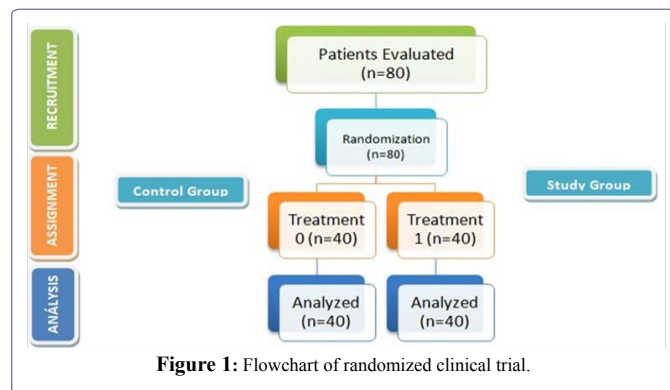 RECRUITMENT
Patients Evaluated
(n=80)
Randomization
(n=80)
ASSIGNMENT
Control Group
Study Group
Treatment
0 (n=40)
Treatment
1 (n=40)
ANÁLYSIS
Analyzed
(n=40)
Analyzed
(n=40)
Figure 1: Flowchart of randomized clinical trial.